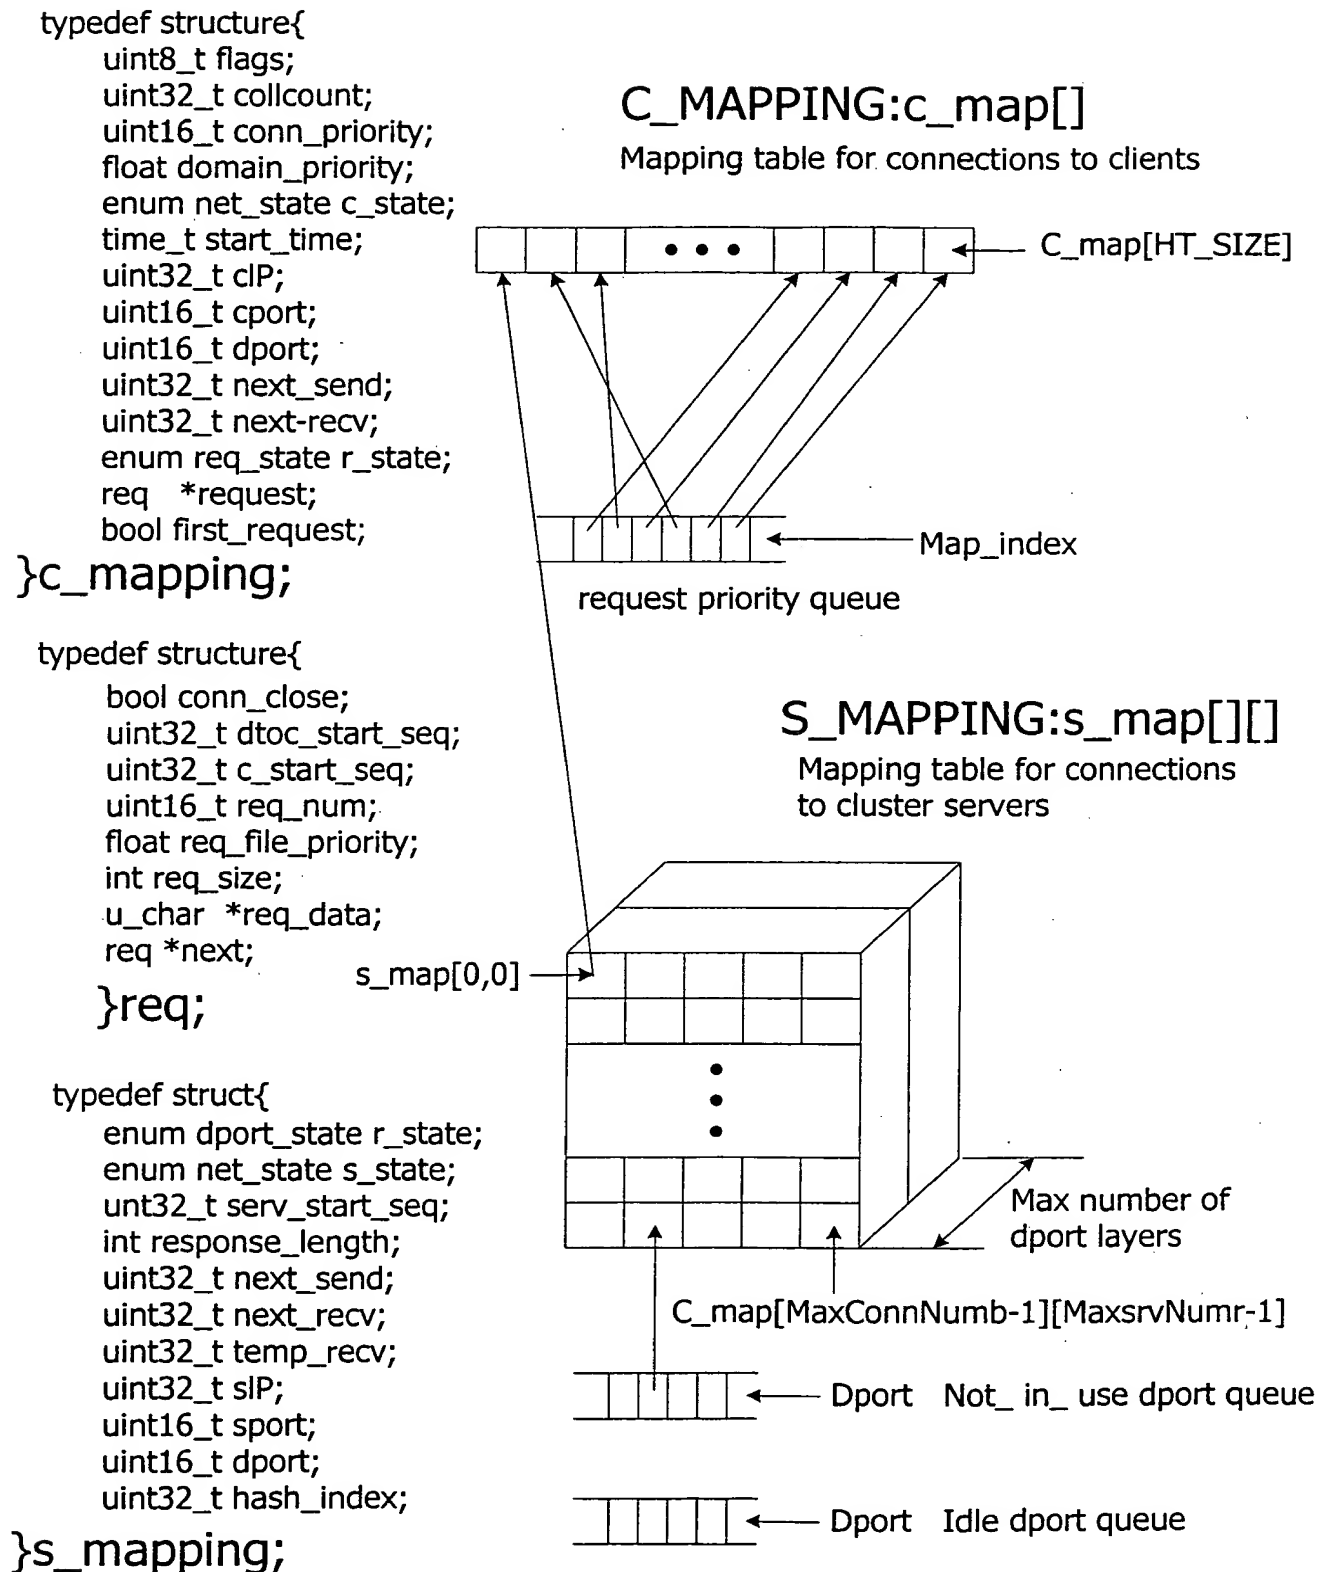 typedef structure{
uint8_t flags;
uint32_t collcount;
uint16_t conn_priority;
float domain_priority;
enum net_state c_state;
time_t start_time;
uint32_t cIP;
uint16_t cport;
uint16_t dport;
uint32_t next_send;
uint32_t next-recv;
enum req_state r_state;
req *request;
bool first_request;
}c_mapping;
C_MAPPING:c_map[]
Mapping table for connections to clients
C_map[HT_SIZE]
Map_index
request priority queue
typedef structure{
bool conn_close;
uint32_t dtoc_start_seq;
uint32_t c_start_seq;
uint16_t req_num;
float req_file_priority;
int req_size;
u_char *req_data;
req *next;
}req;
S_MAPPING:s_map[][]
Mapping table for connections
to cluster servers
s_map[0,0]
Max number of
dport layers
C_map[MaxConnNumb-1][MaxsrvNumr-1]
typedef struct{
enum dport_state r_state;
enum net_state s_state;
unt32_t serv_start_seq;
int response_length;
uint32_t next_send;
uint32_t next_recv;
uint32_t temp_recv;
uint32_t sIP;
uint16_t sport;
uint16_t dport;
uint32_t hash_index;
}s_mapping;
Dport Not_ in_ use dport queue
Dport Idle dport queue